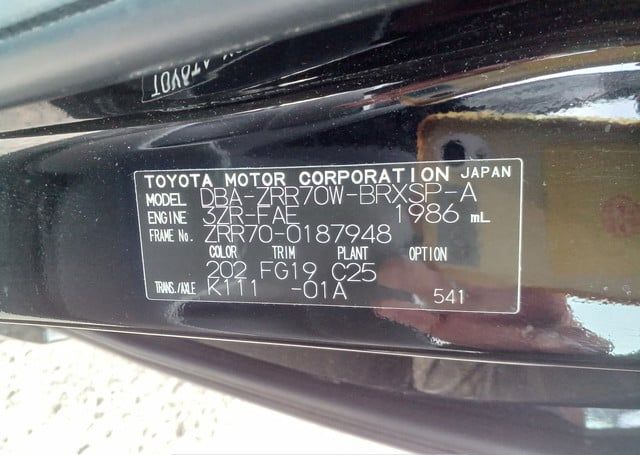 TOYOTA MOTOR CORPORATION JAPAN
MODEL DBA-ZRR70W-BRXSP-A
ENGINE 3ZR-FAE 1986 mL
FRAME No. ZRR70-0187948
COLOR TRIM PLANT OPTION
202 FG19 C25
TRANS./AXLE K111 -01A 541